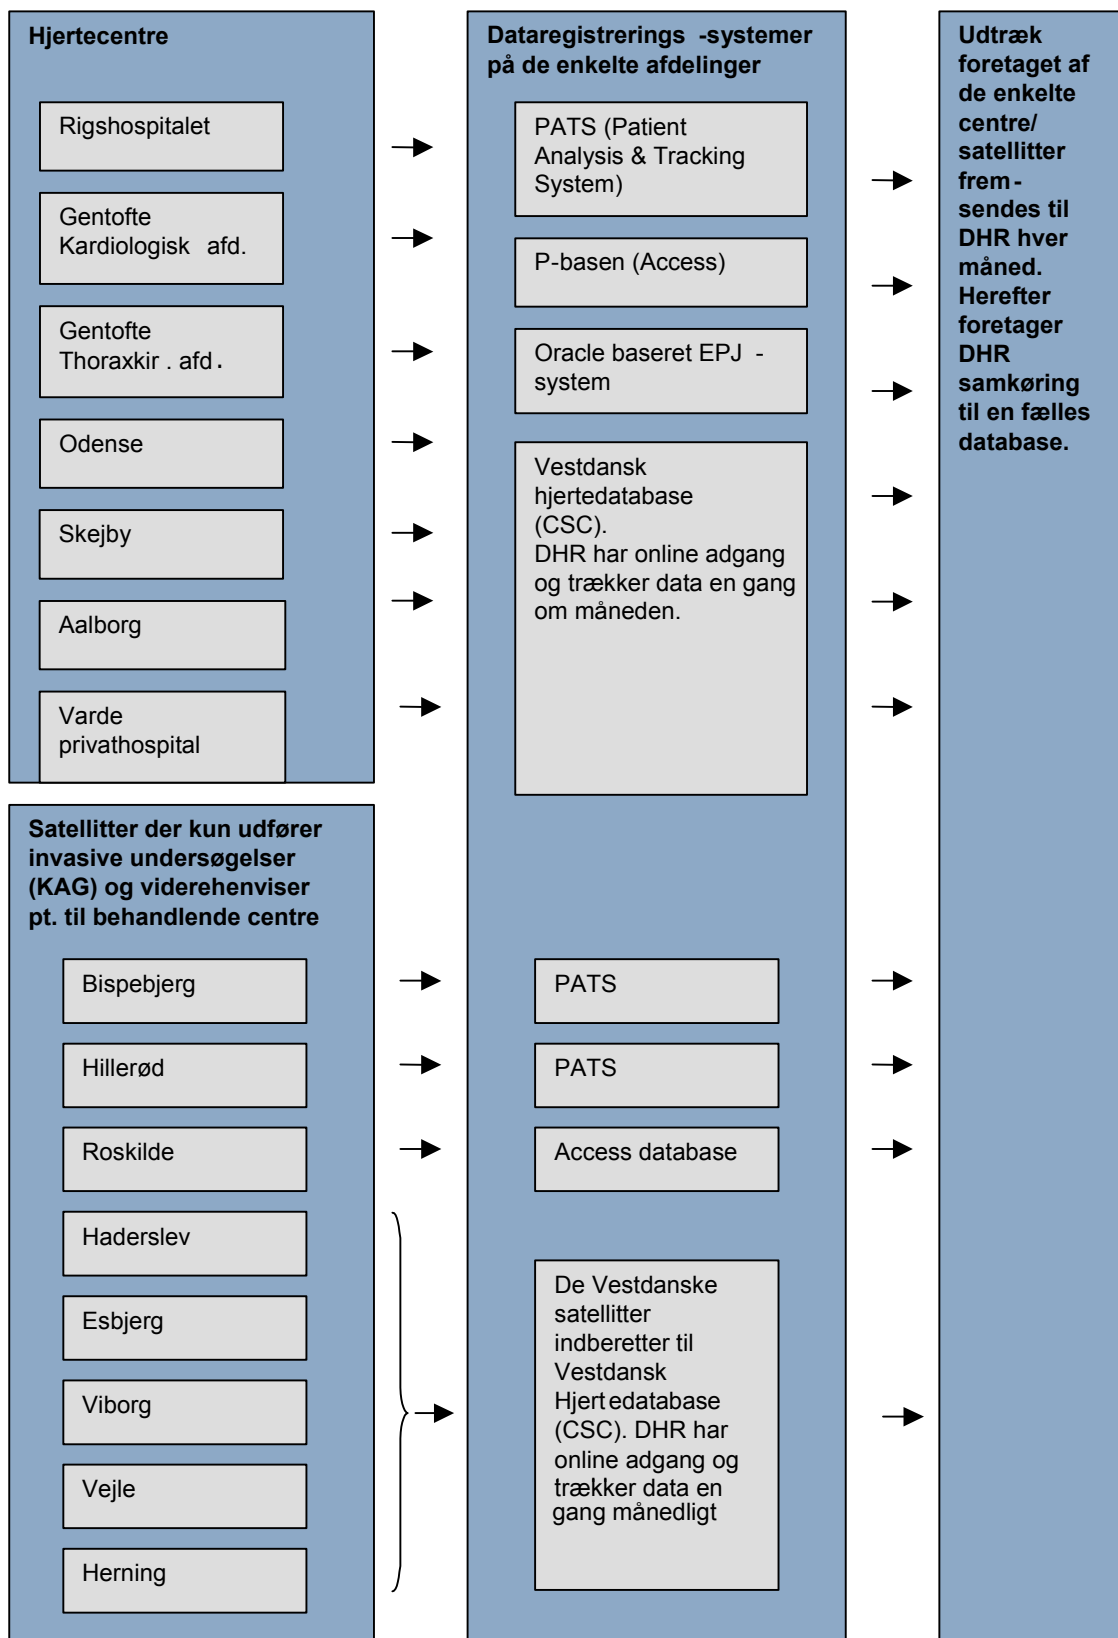 Hjertecentre
Rigshospitalet
Gentofte
Kardiologisk afd.
Gentofte
Thoraxkir . afd.
Odense
Skejby
Aalborg
Varde
privathospital
Satellitter der kun udfører
invasive undersøgelser
(KAG) og viderehenviser
pt. til behandlende centre
Bispebjerg
Hillerød
Roskilde
Haderslev
Esbjerg
Viborg
Vejle
Herning
Dataregistrerings -systemer
på de enkelte afdelinger
PATS (Patient
Analysis & Tracking
System)
P-basen (Access)
Oracle baseret EPJ -
system
Vestdansk
hjertedatabase
(CSC).
DHR har online adgang
og trækker data en gang
om måneden.
PATS
PATS
Access database
De Vestdanske
satellitter
indberetter til
Vestdansk
Hjertedatabase
(CSC). DHR har
online adgang og
trækker data en
gang månedligt
Udtræk
foretaget af
de enkelte
centre/
satellitter
frem-
sendes til
DHR hver
måned.
Herefter
foretager
DHR
samkøring
til en fælles
database.